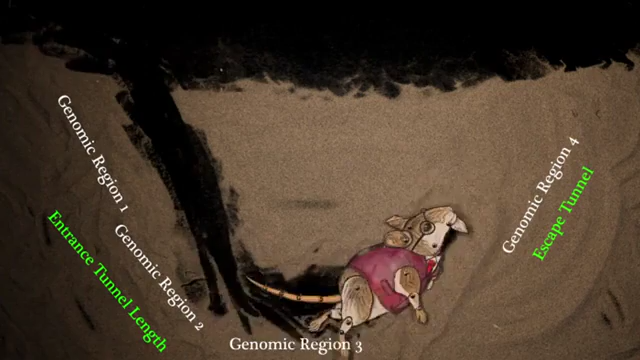 Genomic Region 1
Entrance Tunnel Length
Genomic Region 2
Genomic Region 3
Genomic Region 4
Escape Tunnel